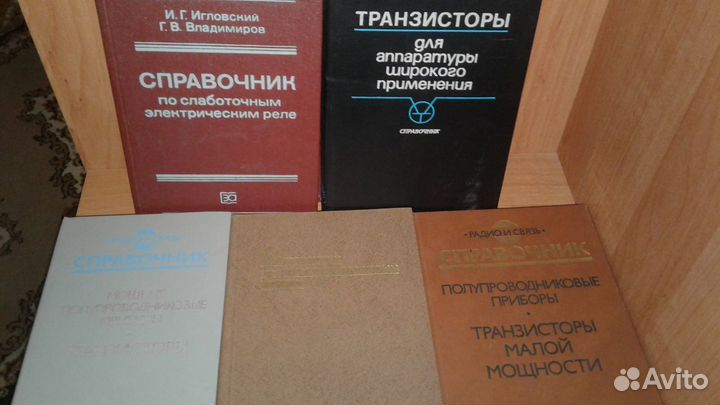 И.Г. Игловский
Г.В. Владимиров
СПРАВОЧНИК
по слаботочным
электрическим реле
ТРАНЗИСТОРЫ
для
аппаратуры
широкого
применения
СПРАВОЧНИК
СПРАВОЧНИК
ПОЛУПРОВОДНИКОВЫЕ
• РАДИО И СВЯЗЬ •
СПРАВОЧНИК
ПОЛУПРОВОДНИКОВЫЕ
ПРИБОРЫ
•
ТРАНЗИСТОРЫ
МАЛОЙ
МОЩНОСТИ
Avito